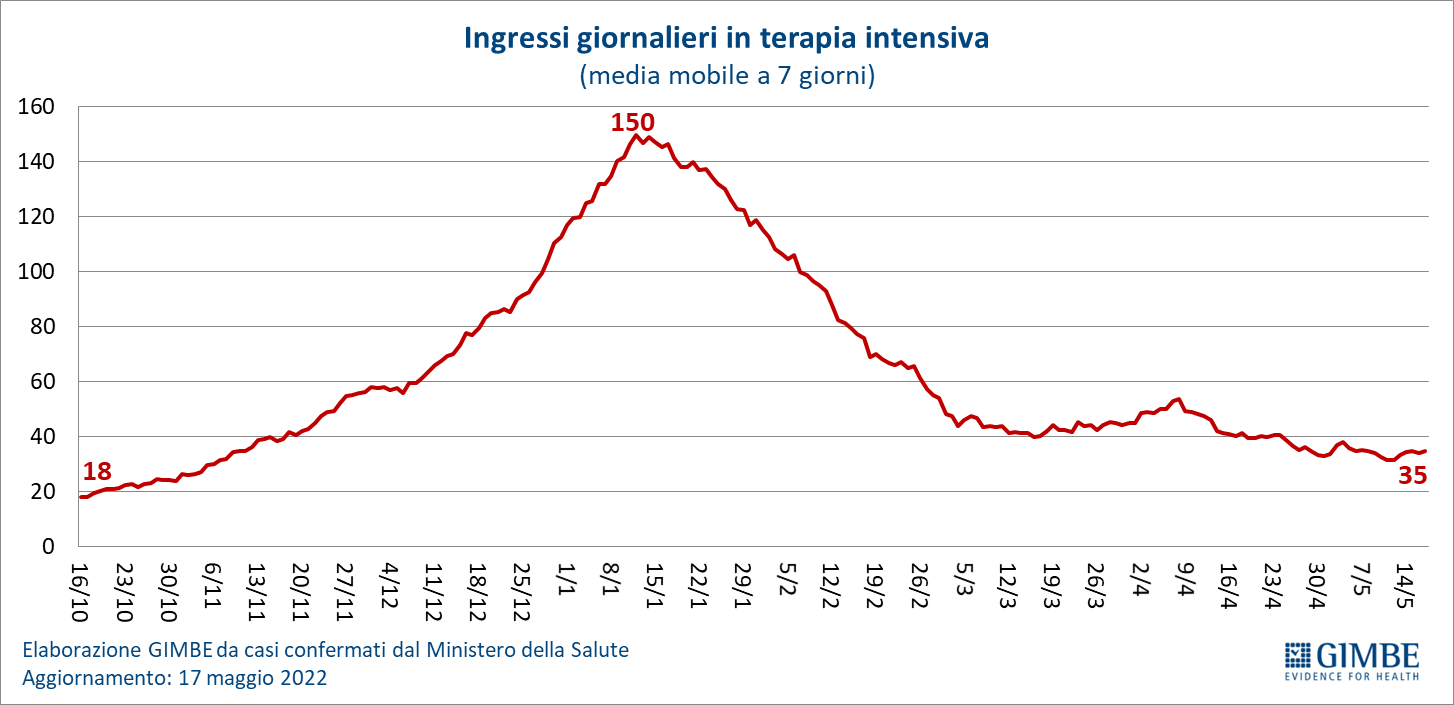 Ingressi giornalieri in terapia intensiva
(media mobile a 7 giorni)
160
140
120
100
80
60
40
20
0
150
18
35
16/10 23/10 30/10 6/11 13/11 20/11 27/11 4/12 11/12 18/12 25/12 1/1 8/1 15/1 22/1 29/1 5/2 12/2 19/2 26/2 5/3 12/3 19/3 26/3 2/4 9/4 16/4 23/4 30/4 7/5 14/5
Elaborazione GIMBE da casi confermati dal Ministero della Salute
Aggiornamento: 17 maggio 2022
GIMBE
EVIDENCE FOR HEALTH